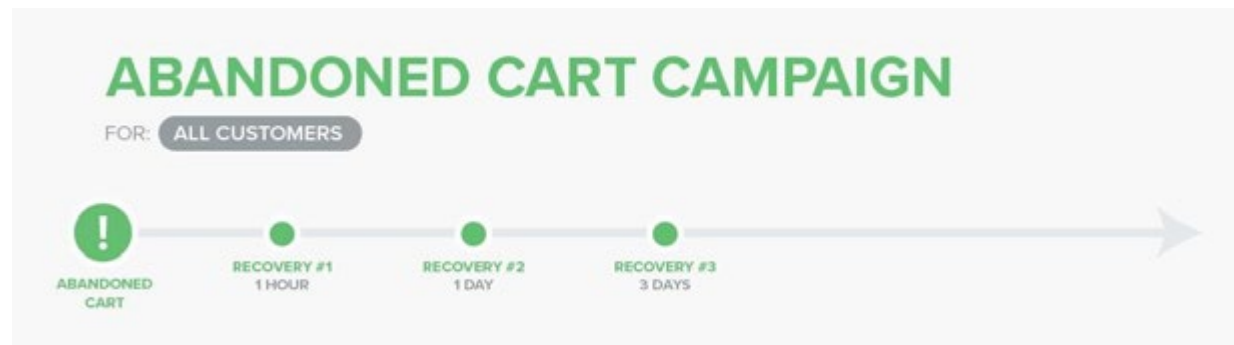 ABANDONED CART CAMPAIGN
FOR: ALL CUSTOMERS
!
ABANDONED
CART
RECOVERY #1
1 HOUR
RECOVERY #2
1 DAY
RECOVERY #3
3 DAYS